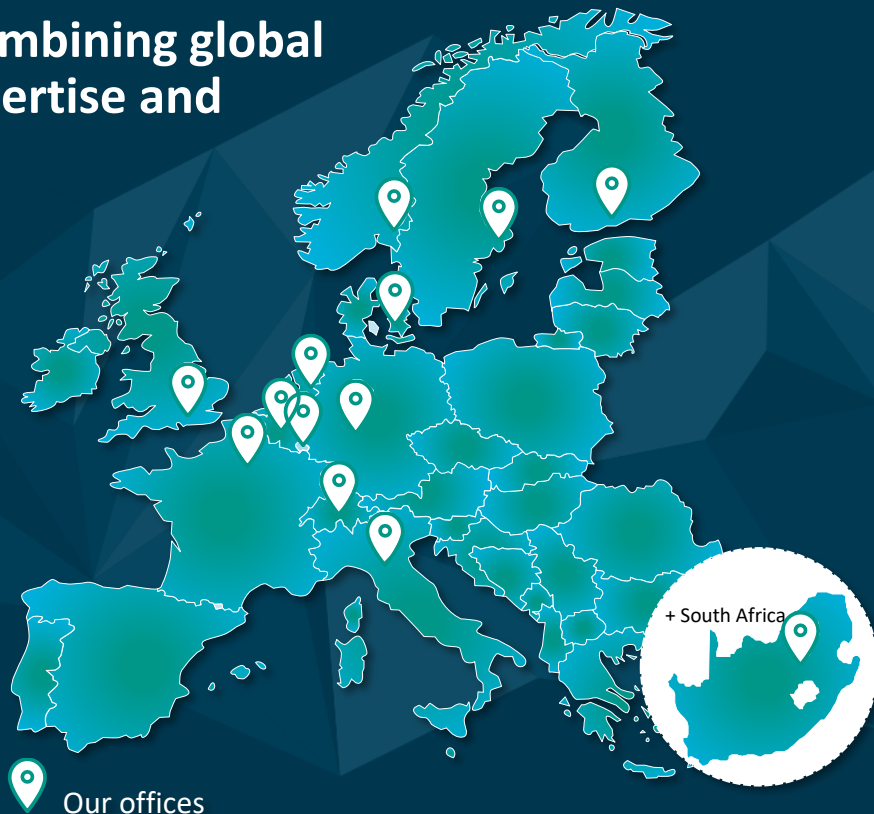 mbining global
ertise and
+ South Africa
Our offices